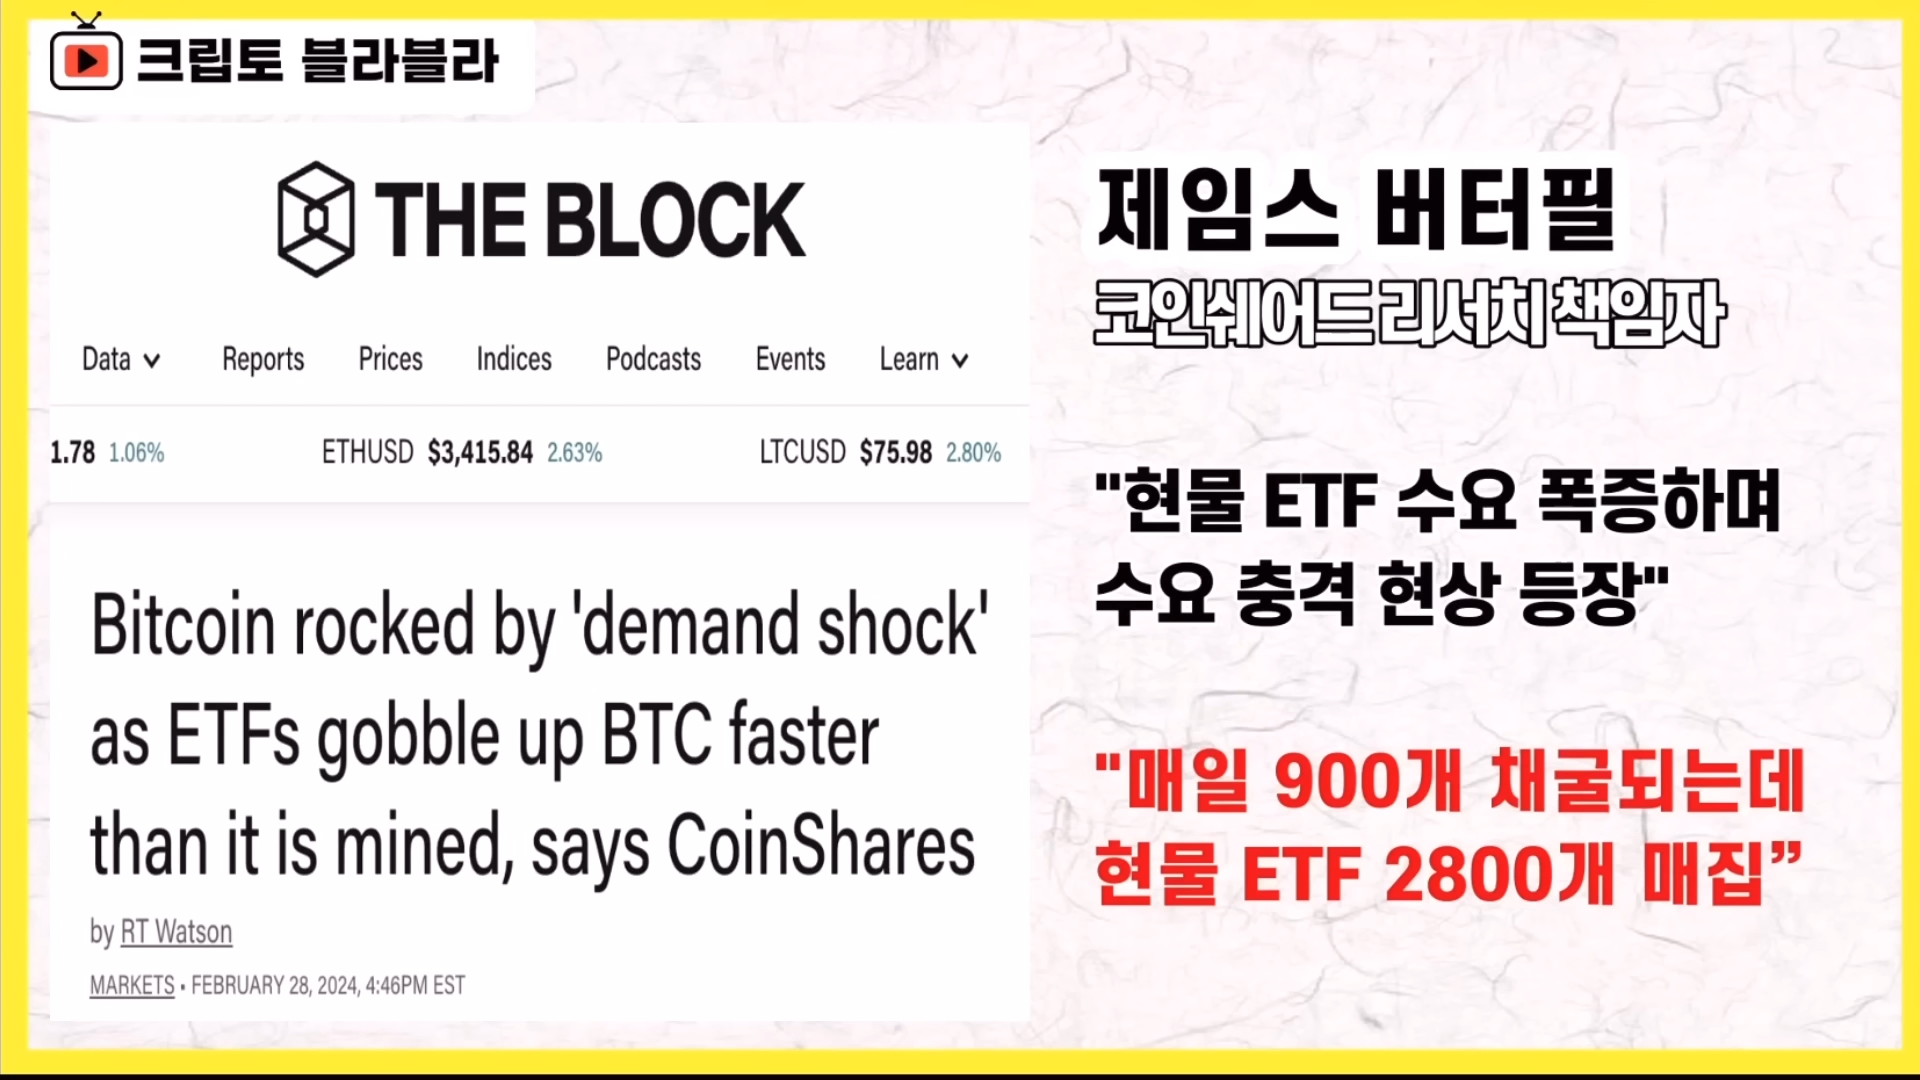 크립토 블라블라
THE BLOCK
Data Reports Prices Indices Podcasts Events Learn
1.78 1.06% ETHUSD $3,415.84 2.63% LTCUSD $75.98 2.80%
Bitcoin rocked by 'demand shock'
as ETFs gobble up BTC faster
than it is mined, says CoinShares
by RT Watson
MARKETS • FEBRUARY 28, 2024, 4:46PM EST
제임스 버터필
코인쉐어드 리서치 책임자
"현물 ETF 수요 폭증하며
수요 충격 현상 등장"
"매일 900개 채굴되는데
현물 ETF 2800개 매집”